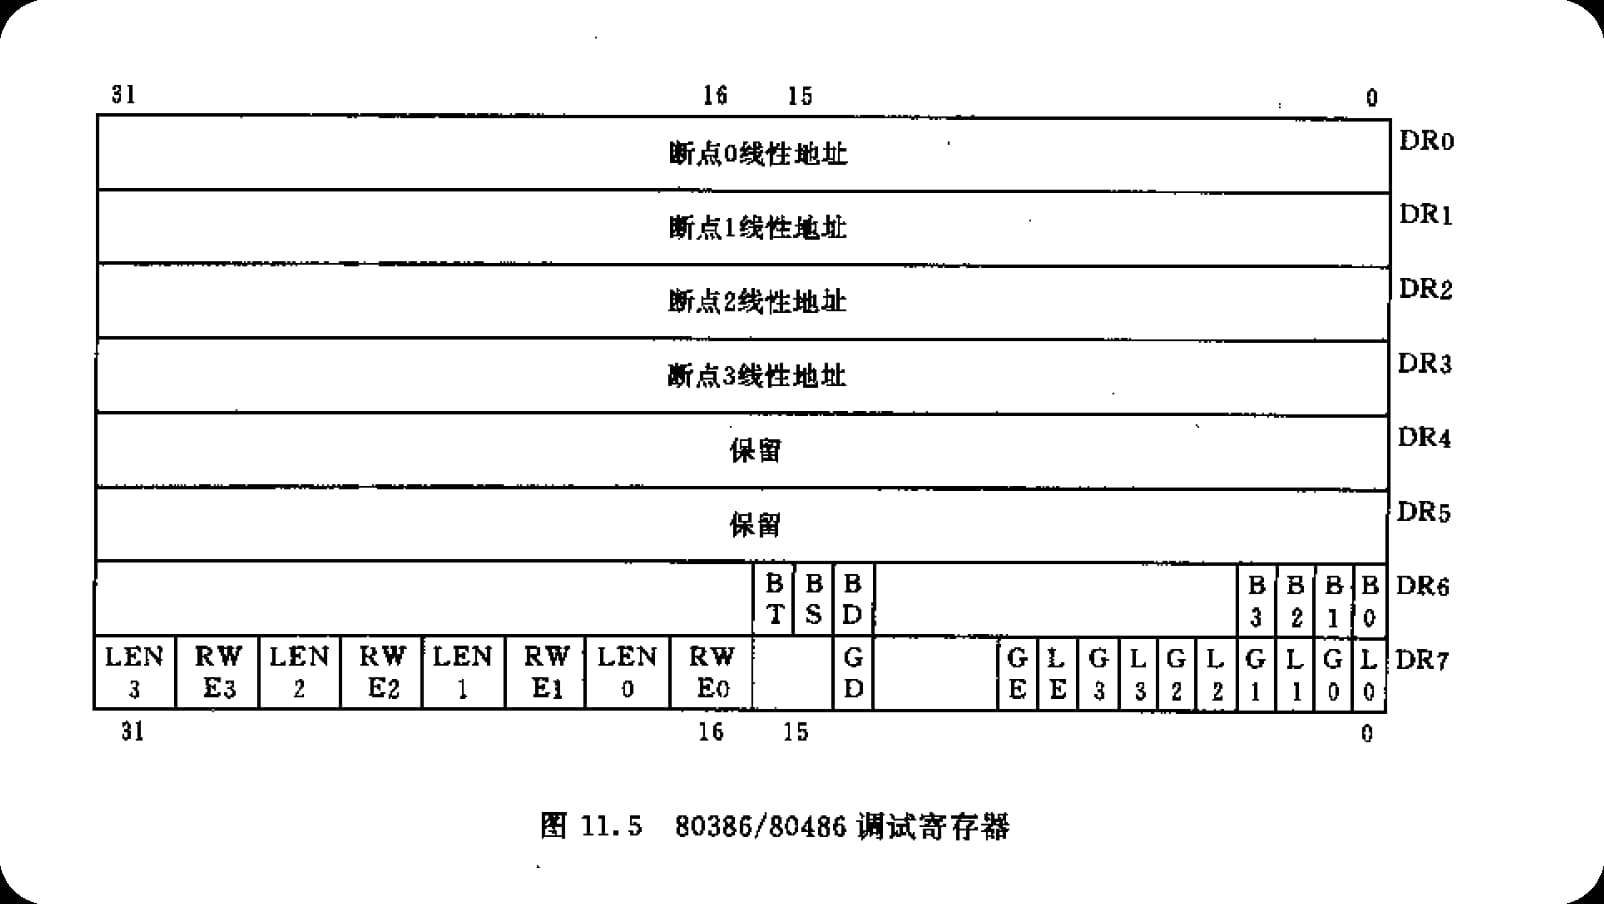 31 16 15 0
断点0线性地址 DR0
断点1线性地址 DR1
断点2线性地址 DR2
断点3线性地址 DR3
保留 DR4
保留 DR5
BT BS BD B3 B2 B1 B0 DR6
LEN3 RWE3 LEN2 RWE2 LEN1 RWE1 LEN0 RWE0 GD GE LE G3 L3 G2 L2 G1 L1 G0 L0 DR7
31 16 15 0
图 11.5 80386/80486 调试寄存器